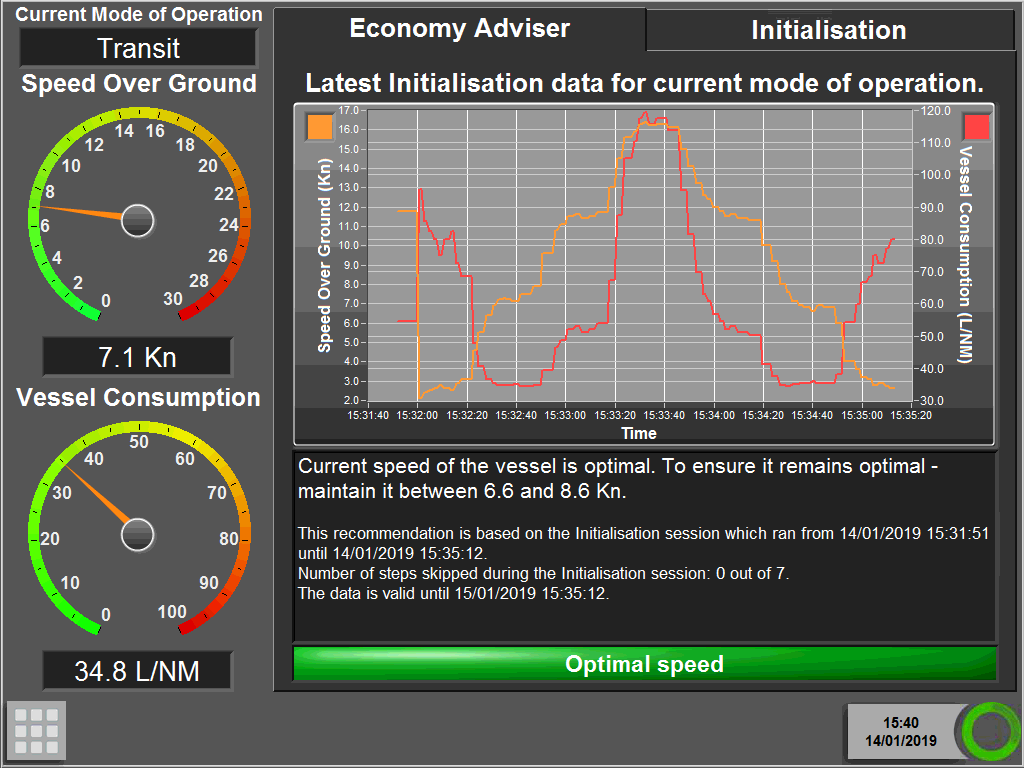 Current Mode of Operation
Transit
Speed Over Ground
0
2
4
6
8
10
12
14
16
18
20
22
24
26
28
30
7.1 Kn
Vessel Consumption
0
10
20
30
40
50
60
70
80
90
100
34.8 L/NM
Economy Adviser
Initialisation
Latest Initialisation data for current mode of operation.
Speed Over Ground (Kn)
17.0
16.0
15.0
14.0
13.0
12.0
11.0
10.0
9.0
8.0
7.0
6.0
5.0
4.0
3.0
2.0
120.0
110.0
100.0
90.0
80.0
70.0
60.0
50.0
40.0
30.0
Vessel Consumption (L/NM)
15:31:40 15:32:00 15:32:20 15:32:40 15:33:00 15:33:20 15:33:40 15:34:00 15:34:20 15:34:40 15:35:00 15:35:20
Time
Current speed of the vessel is optimal. To ensure it remains optimal -
maintain it between 6.6 and 8.6 Kn.
This recommendation is based on the Initialisation session which ran from 14/01/2019 15:31:51
until 14/01/2019 15:35:12.
Number of steps skipped during the Initialisation session: 0 out of 7.
The data is valid until 15/01/2019 15:35:12.
Optimal speed
15:40
14/01/2019